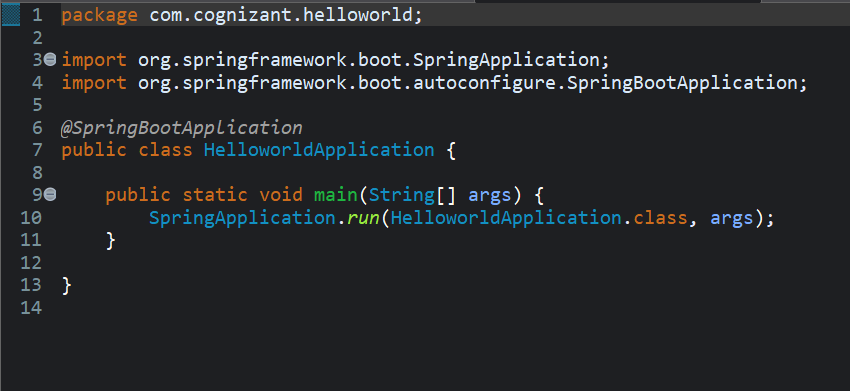 1 package com.cognizant.helloworld;
2
3 import org.springframework.boot.SpringApplication;
4 import org.springframework.boot.autoconfigure.SpringBootApplication;
5
6 @SpringBootApplication
7 public class HelloworldApplication {
8
9     public static void main(String[] args) {
10         SpringApplication.run(HelloworldApplication.class, args);
11     }
12
13 }
14